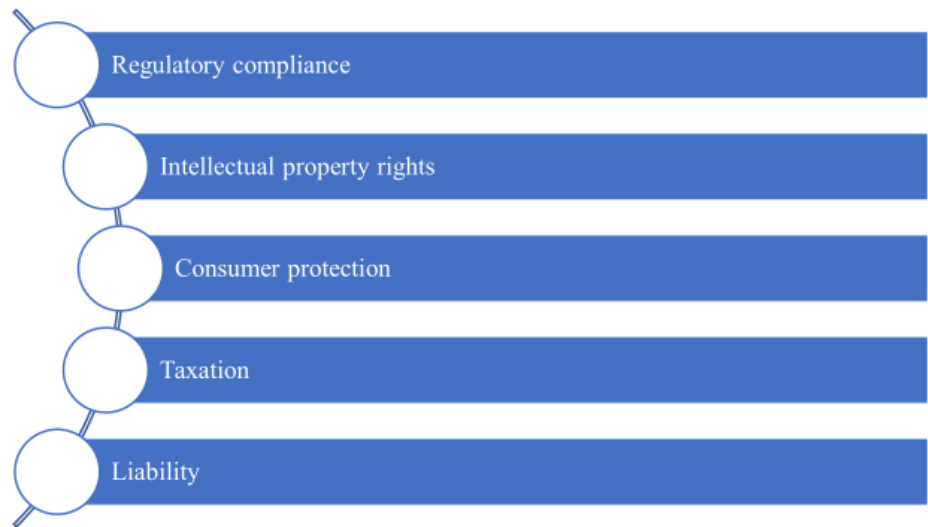 Regulatory compliance
Intellectual property rights
Consumer protection
Taxation
Liability